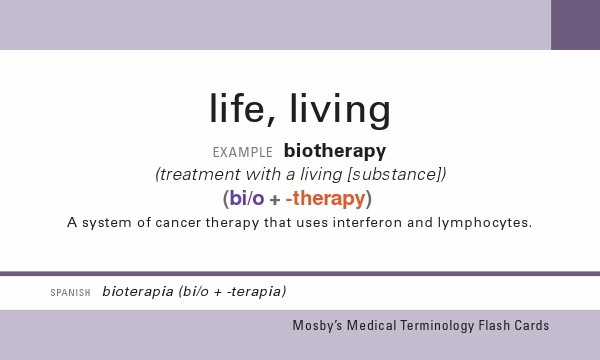 life, living
EXAMPLE biotherapy
(treatment with a living [substance])
(bi/o + -therapy)
A system of cancer therapy that uses interferon and lymphocytes.
SPANISH bioterapia (bi/o + -terapia)
Mosby's Medical Terminology Flash Cards